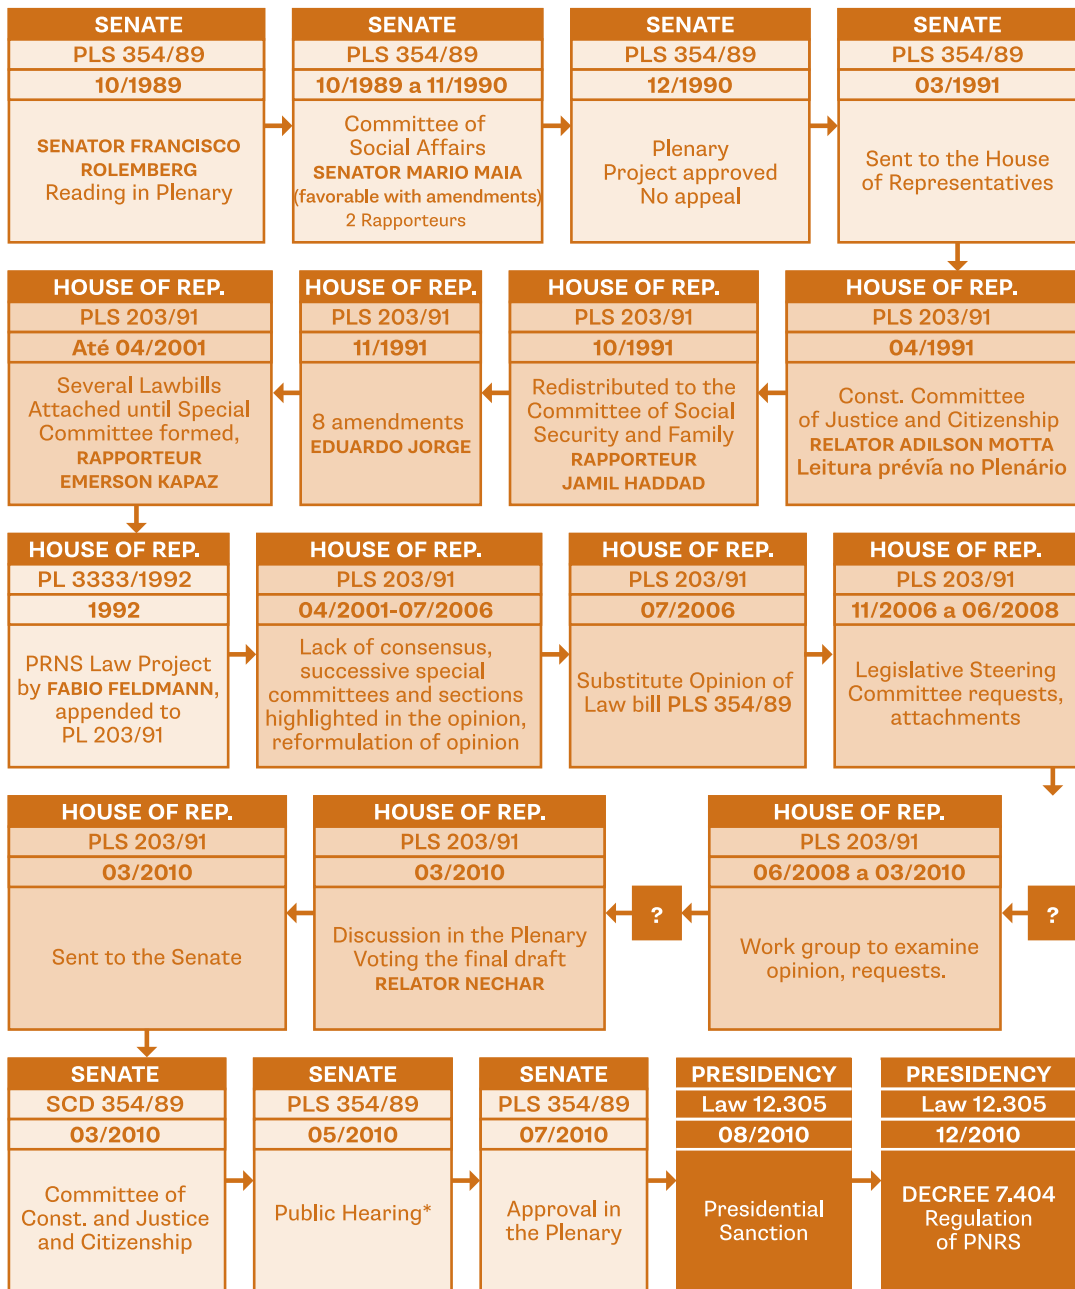 SENATE
PLS 354/89
10/1989
SENATOR FRANCISCO
ROLEMBERG
Reading in Plenary
SENATE
PLS 354/89
10/1989 a 11/1990
Committee of
Social Affairs
SENATOR MARIO MAIA
(favorable with amendments)
2 Rapporteurs
SENATE
PLS 354/89
12/1990
Plenary
Project approved
No appeal
SENATE
PLS 354/89
03/1991
Sent to the House
of Representatives
HOUSE OF REP.
PLS 203/91
04/1991
Const. Committee
of Justice and Citizenship
RELATOR ADILSON MOTTA
Leitura prévía no Plenário
HOUSE OF REP.
PLS 203/91
10/1991
Redistributed to the
Committee of Social
Security and Family
RAPPORTEUR
JAMIL HADDAD
HOUSE OF REP.
PLS 203/91
11/1991
8 amendments
EDUARDO JORGE
HOUSE OF REP.
PLS 203/91
Até 04/2001
Several Lawbills
Attached until Special
Committee formed,
RAPPORTEUR
EMERSON KAPAZ
HOUSE OF REP.
PL 3333/1992
1992
PRNS Law Project
by FABIO FELDMANN,
appended to
PL 203/91
HOUSE OF REP.
PLS 203/91
04/2001-07/2006
Lack of consensus,
successive special
committees and sections
highlighted in the opinion,
reformulation of opinion
HOUSE OF REP.
PLS 203/91
07/2006
Substitute Opinion of
Law bill PLS 354/89
HOUSE OF REP.
PLS 203/91
11/2006 a 06/2008
Legislative Steering
Committee requests,
attachments
?
HOUSE OF REP.
PLS 203/91
06/2008 a 03/2010
Work group to examine
opinion, requests.
?
HOUSE OF REP.
PLS 203/91
03/2010
Discussion in the Plenary
Voting the final draft
RELATOR NECHAR
HOUSE OF REP.
PLS 203/91
03/2010
Sent to the Senate
SENATE
SCD 354/89
03/2010
Committee of
Const. and Justice
and Citizenship
SENATE
PLS 354/89
05/2010
Public Hearing*
SENATE
PLS 354/89
07/2010
Approval in
the Plenary
PRESIDENCY
Law 12.305
08/2010
Presidential
Sanction
PRESIDENCY
Law 12.305
12/2010
DECREE 7.404
Regulation
of PNRS